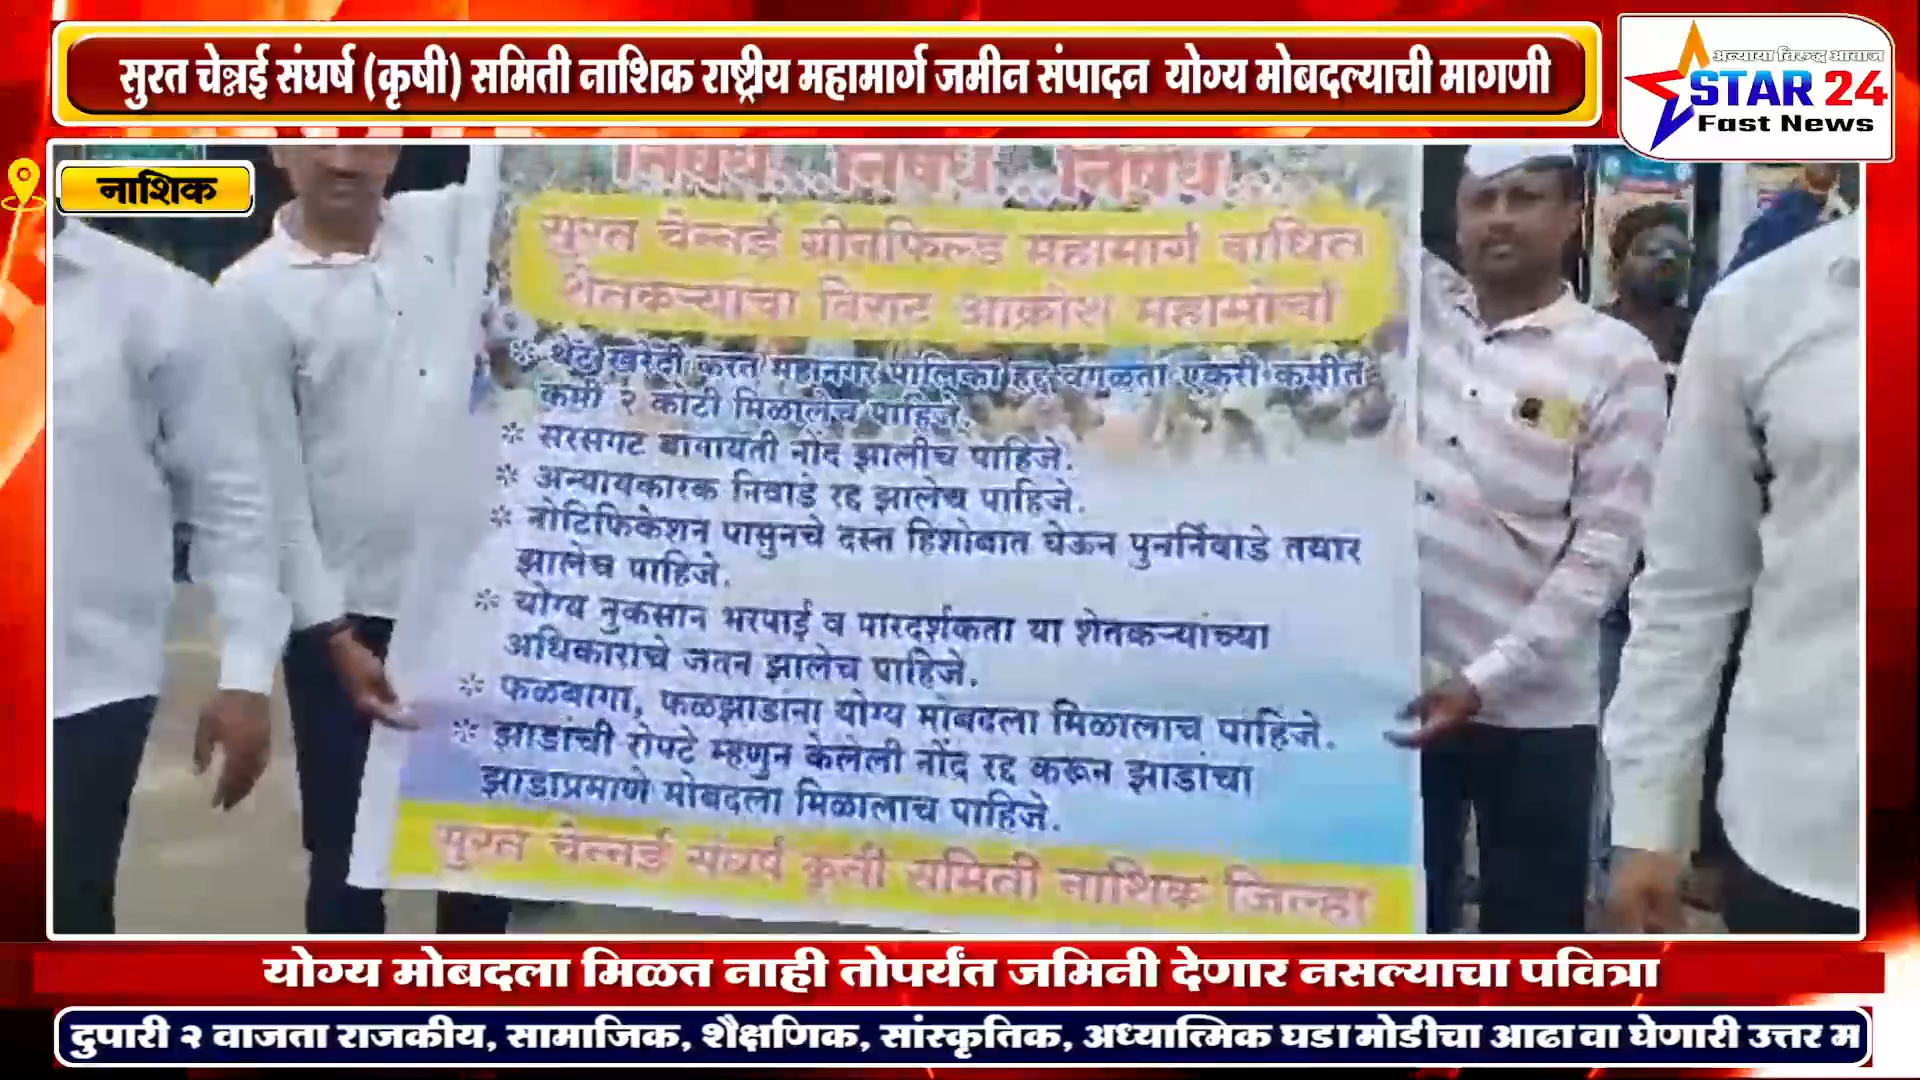 सुरत चेन्नई संघर्ष (कृषी) समिती नाशिक राष्ट्रीय महामार्ग जमीन संपादन योग्य मोबदल्याची मागणी
अन्याया विरुद्ध आवाज
STAR 24
Fast News
नाशिक
निषेध निषेध निषेध
सुरत चेन्नई ग्रीनफिल्ड महामार्ग बाधित
शेतकऱ्यांचा विराट आक्रोश महामोर्चा
* थेट खरेदी करत महानगर पालिका हद्द वगळता एकरी कमीत
कमी २ कोटी मिळालेच पाहिजे.
* सरसगट बागायती नोंद झालीच पाहिजे.
* अन्यायकारक निवाडे रद्द झालेच पाहिजे.
* नोटिफिकेशन पासुनचे दस्त हिशोबात घेऊन पुनर्निवाडे तयार
झालेच पाहिजे.
* योग्य नुकसान भरपाई व पारदर्शकता या शेतकऱ्यांच्या
अधिकाराचे जतन झालेच पाहिजे.
* फळबागा, फळझाडांना योग्य मोबदला मिळालाच पाहिजे.
* झाडांची रोपटे म्हणुन केलेली नोंद रद्द करून झाडांचा
झाडाप्रमाणे मोबदला मिळालाच पाहिजे.
सुरत चेन्नई संघर्ष कृती समिती नाशिक जिल्हा
योग्य मोबदला मिळत नाही तोपर्यंत जमिनी देणार नसल्याचा पवित्रा
दुपारी २ वाजता राजकीय, सामाजिक, शैक्षणिक, सांस्कृतिक, अध्यात्मिक घडामोडीचा आढावा घेणारी उत्तर म